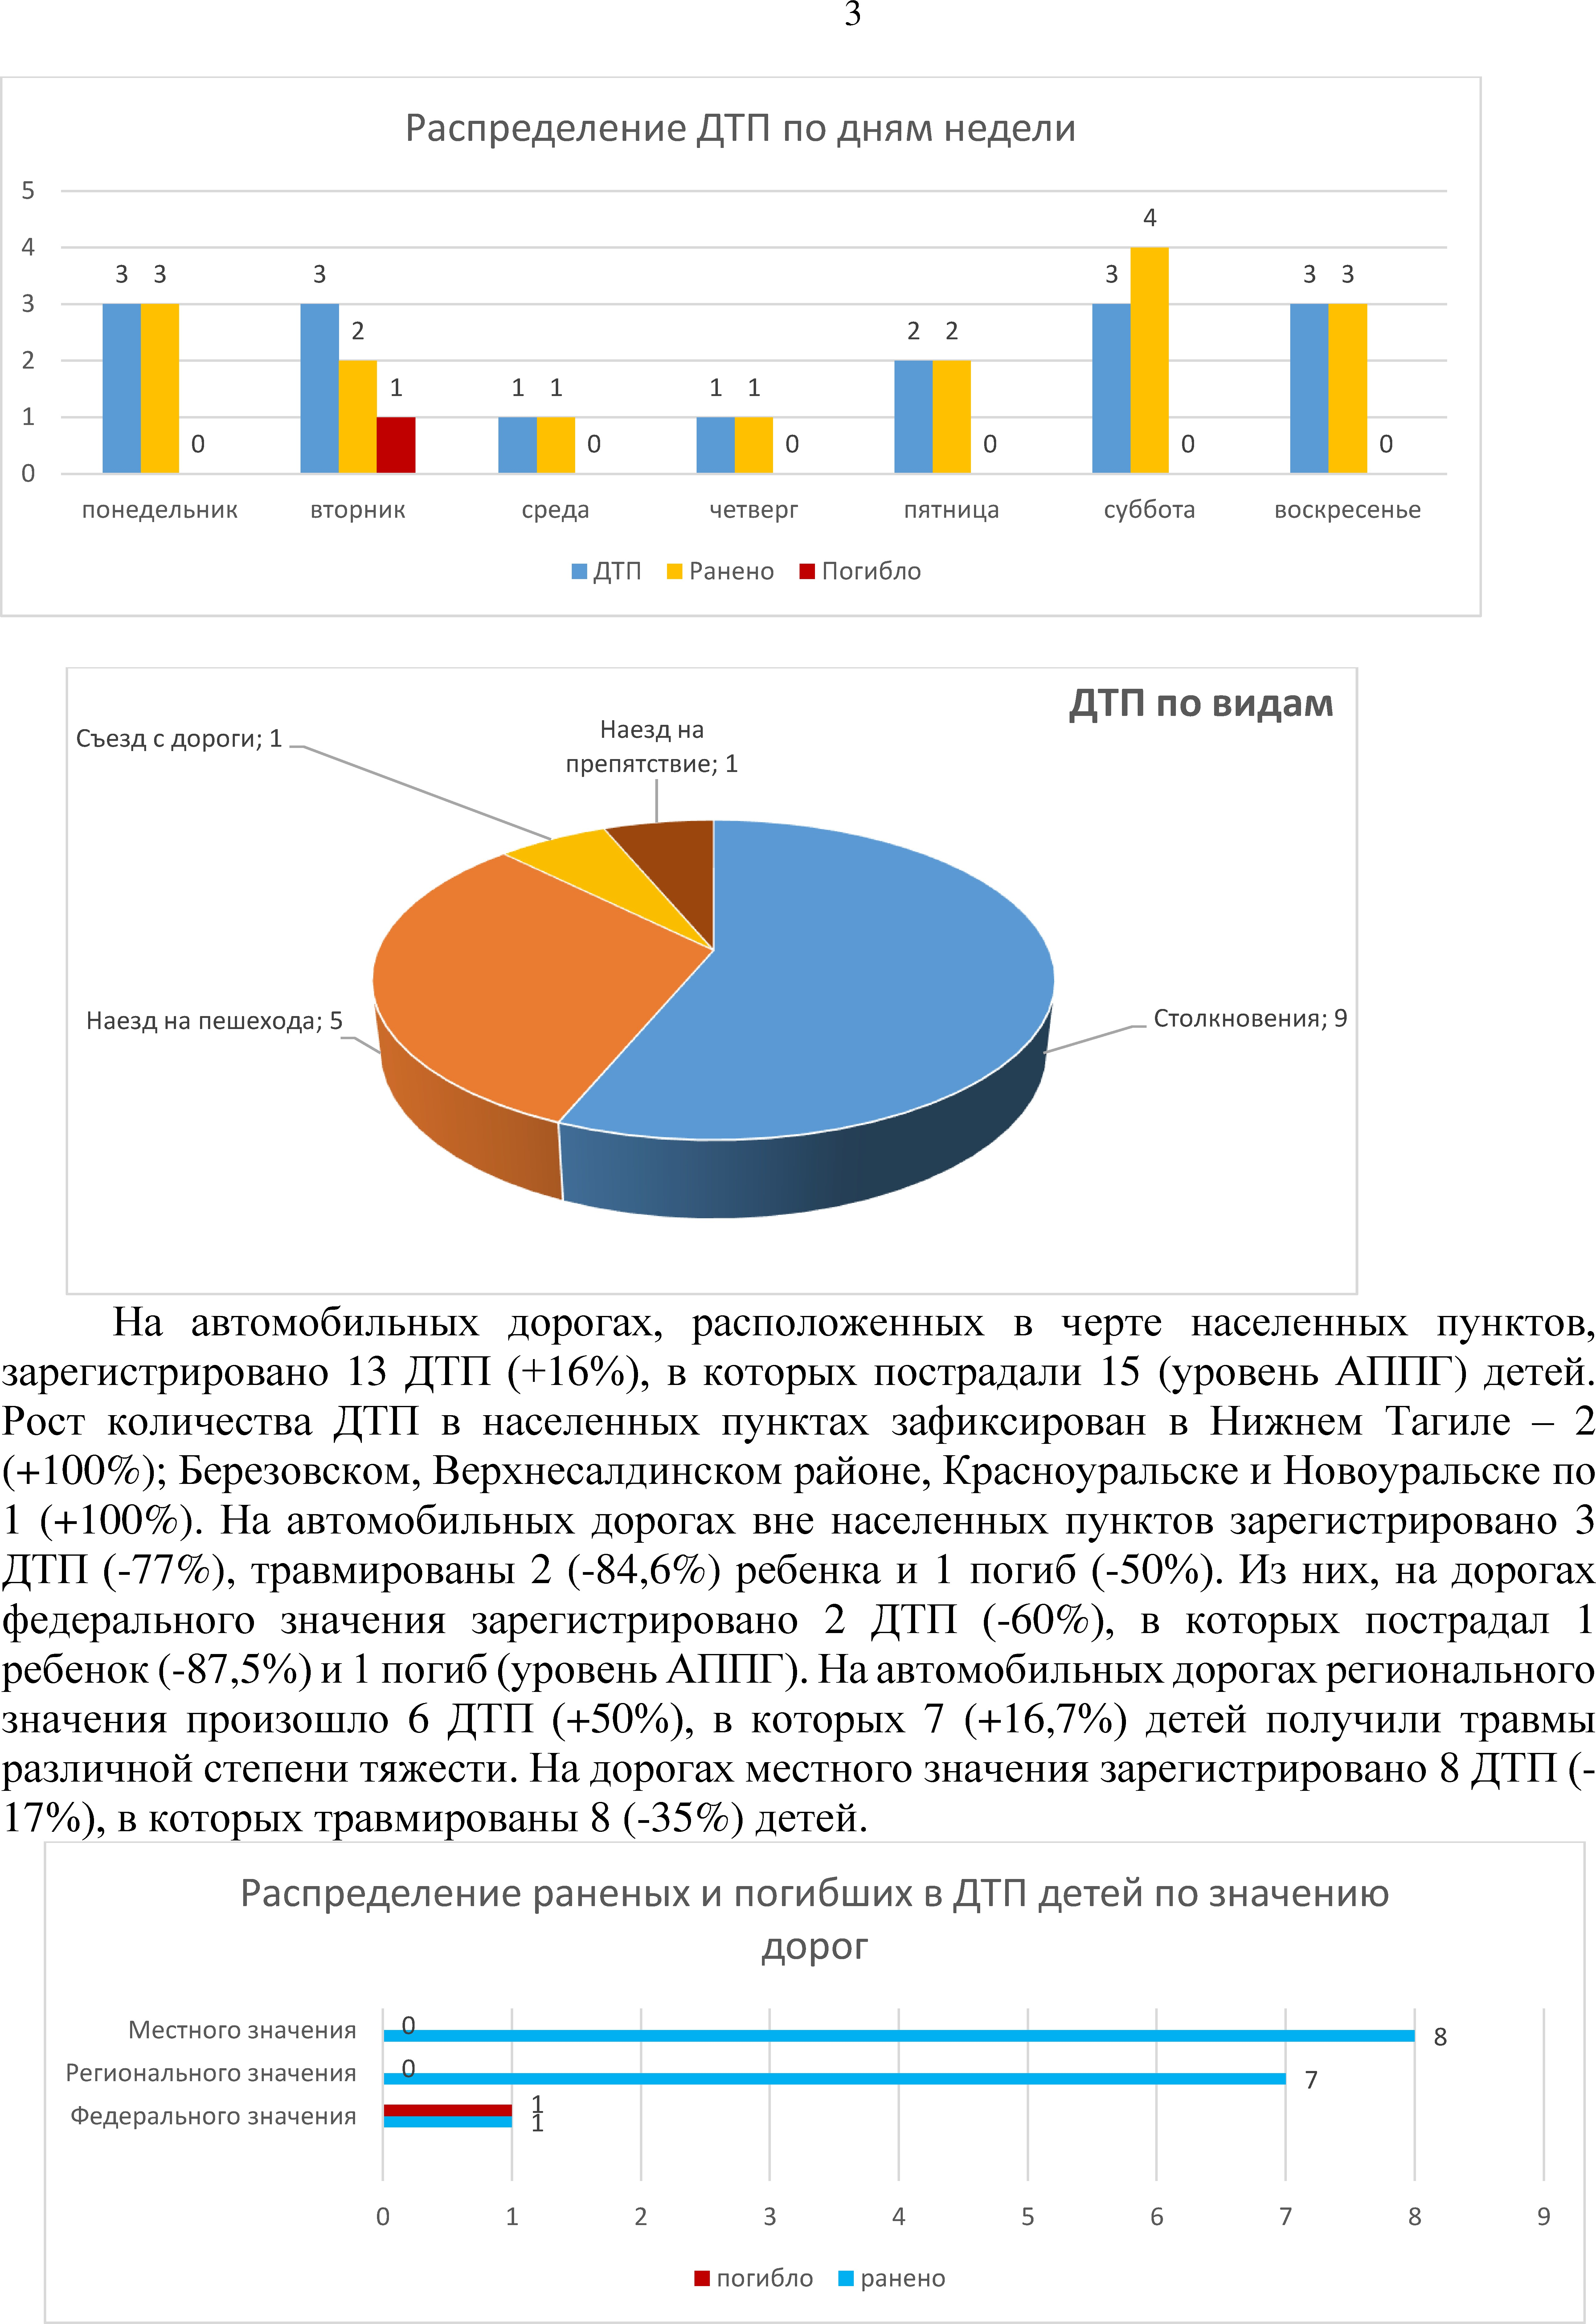 3
Распределение ДТП по дням недели
5
4
3
2
1
0
3 3 0
3 2 1
1 1 0
1 1 0
2 2 0
3 4 0
3 3 0
понедельник вторник среда четверг пятница суббота воскресенье
ДТП Ранено Погибло
ДТП по видам
Съезд с дороги; 1
Наезд на
препятствие; 1
Наезд на пешехода; 5
Столкновения; 9
На автомобильных дорогах, расположенных в черте населенных пунктов,
зарегистрировано 13 ДТП (+16%), в которых пострадали 15 (уровень АППГ) детей.
Рост количества ДТП в населенных пунктах зафиксирован в Нижнем Тагиле – 2
(+100%); Березовском, Верхнесалдинском районе, Красноуральске и Новоуральске по
1 (+100%). На автомобильных дорогах вне населенных пунктов зарегистрировано 3
ДТП (-77%), травмированы 2 (-84,6%) ребенка и 1 погиб (-50%). Из них, на дорогах
федерального значения зарегистрировано 2 ДТП (-60%), в которых пострадал 1
ребенок (-87,5%) и 1 погиб (уровень АППГ). На автомобильных дорогах регионального
значения произошло 6 ДТП (+50%), в которых 7 (+16,7%) детей получили травмы
различной степени тяжести. На дорогах местного значения зарегистрировано 8 ДТП (-
17%), в которых травмированы 8 (-35%) детей.
Распределение раненых и погибших в ДТП детей по значению
дорог
Местного значения 0 8
Регионального значения 0 7
Федерального значения 1 1
0 1 2 3 4 5 6 7 8 9
погибло ранено